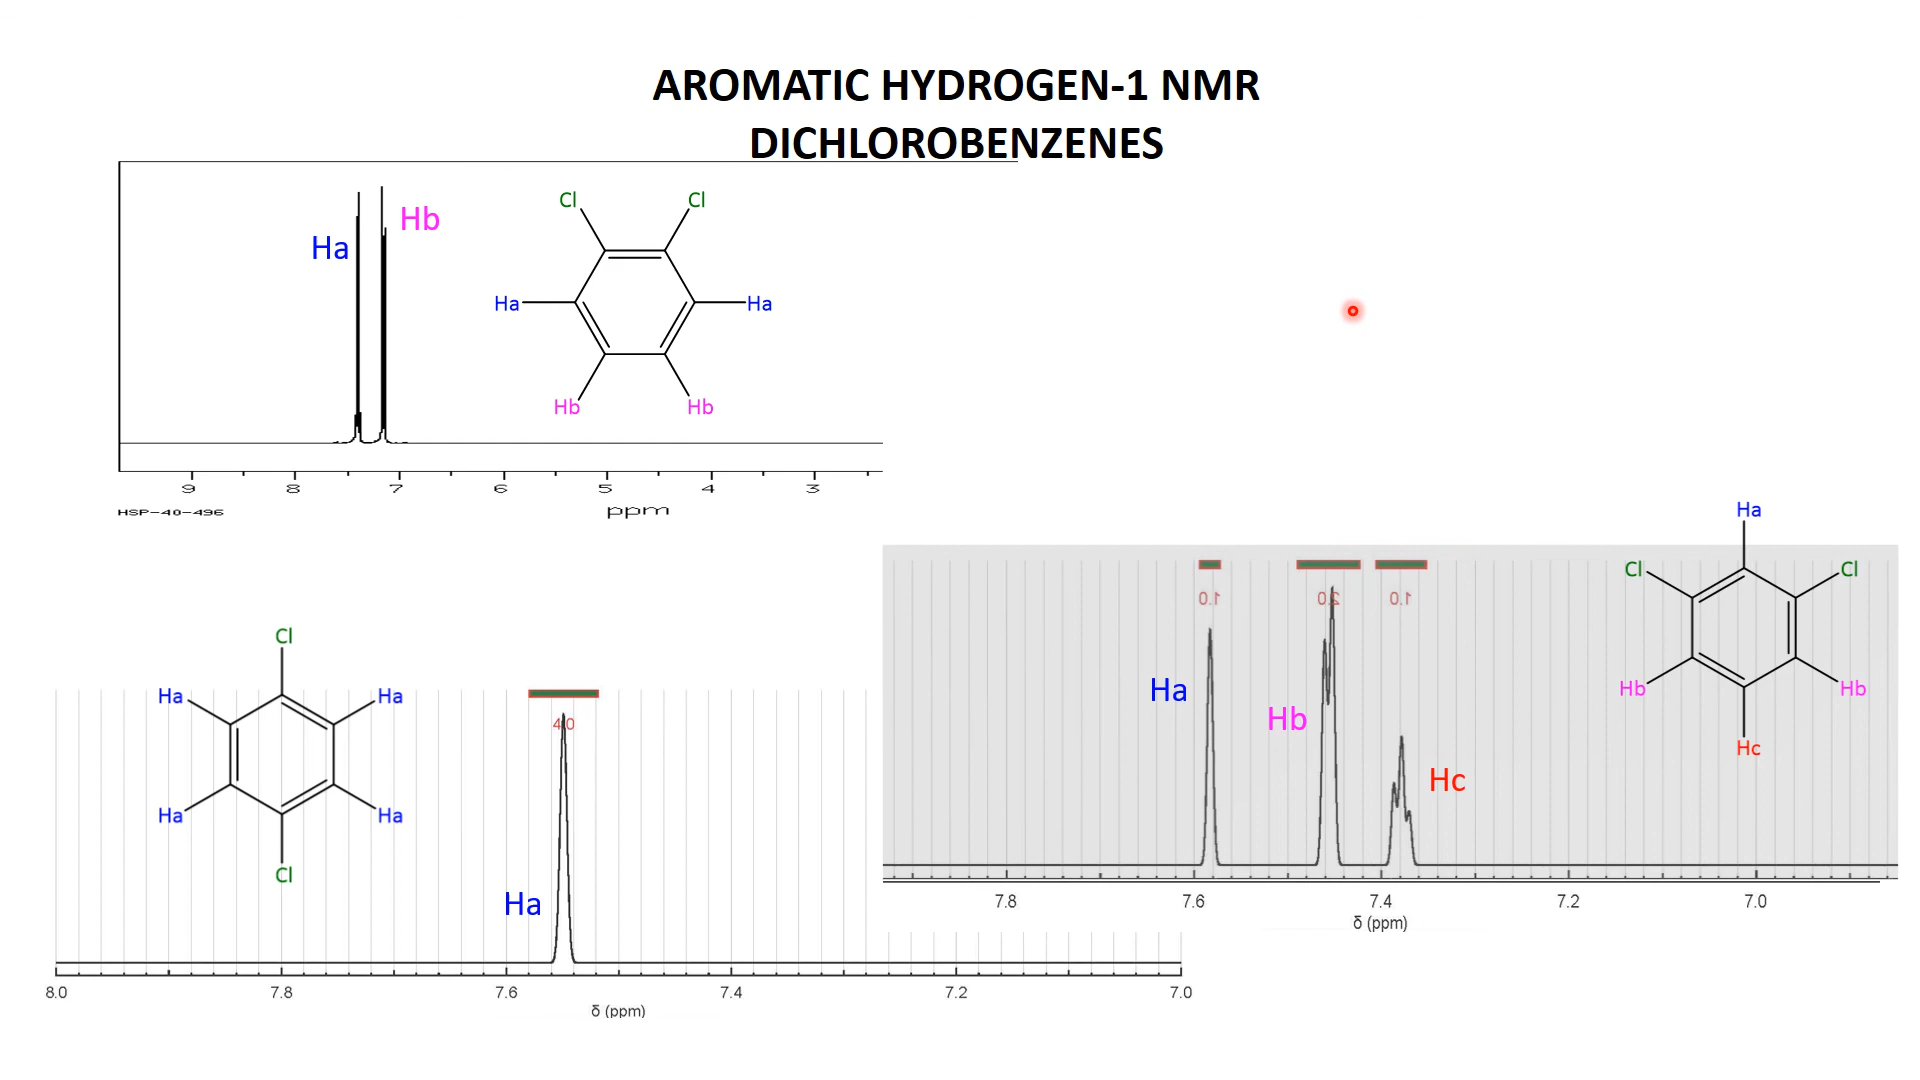 AROMATIC HYDROGEN-1 NMR
DICHLOROBENZENES
Ha
Hb
Cl
Cl
Ha
Ha
Hb
Hb
9 8 7 6 5 4 3
HSP-40-496
ppm
Cl
Ha
Ha
Ha
Ha
Cl
4.0
Ha
8.0 7.8 7.6 7.4 7.2 7.0
δ (ppm)
Ha
Cl
Cl
Hb
Hb
Hc
1.0 2.0 1.0
Ha
Hb
Hc
7.8 7.6 7.4 7.2 7.0
δ (ppm)